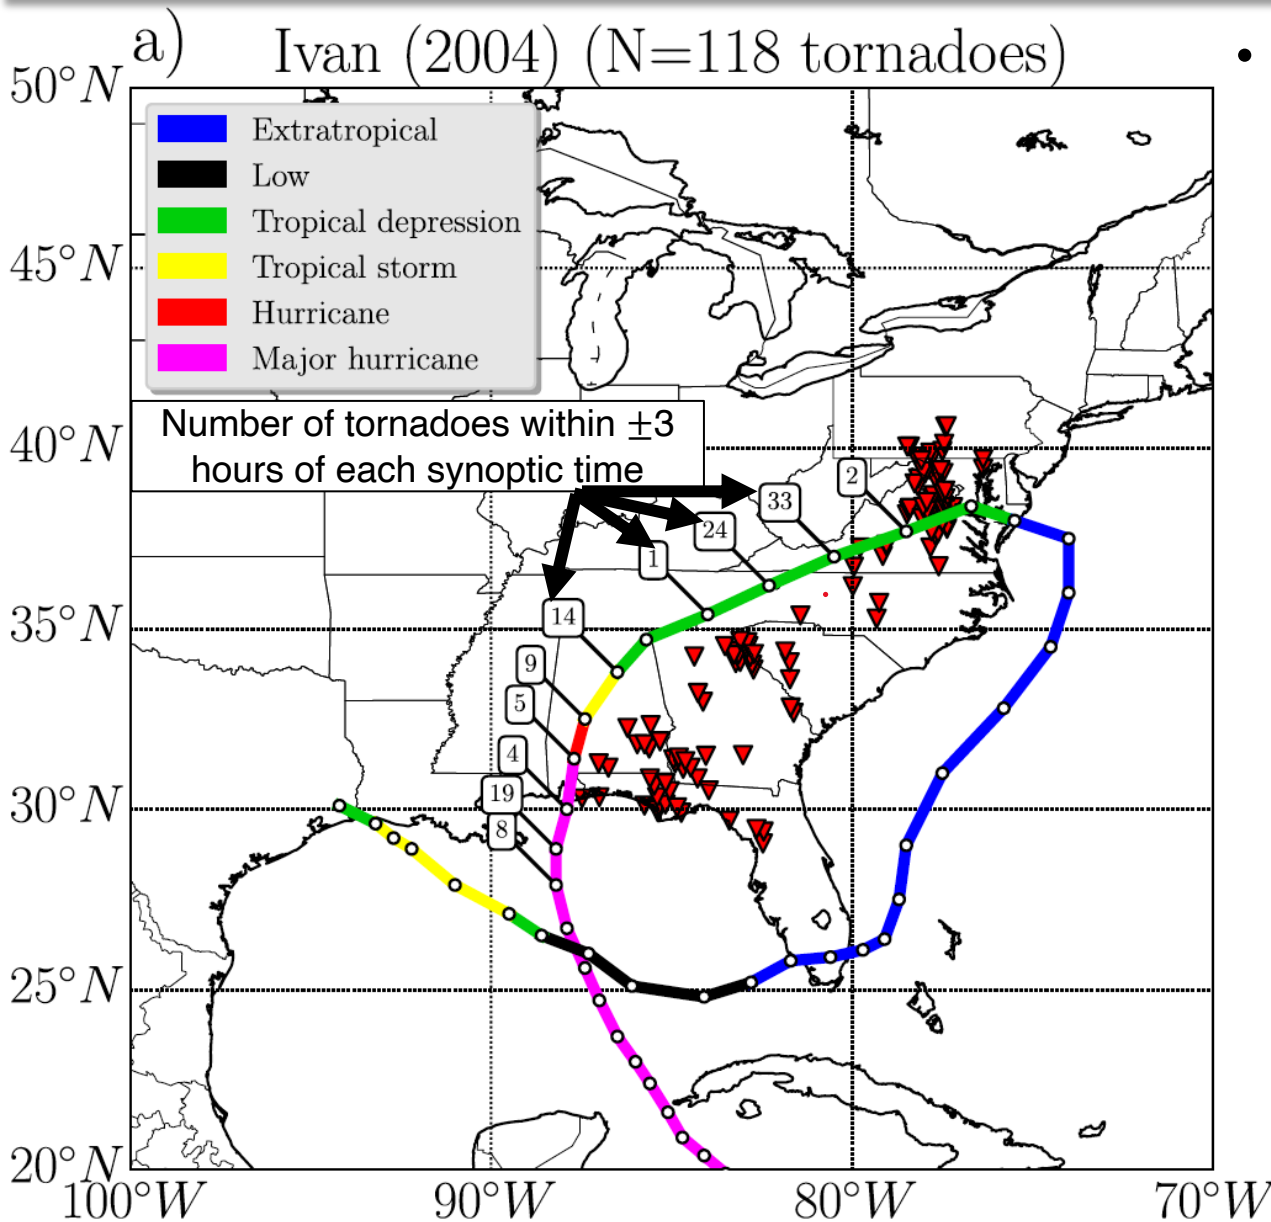 a) Ivan (2004) (N=118 tornadoes) •
50°N
Extratropical
Low
Tropical depression
45°N
Tropical storm
Hurricane
Major hurricane
Number of tornadoes within ±3
hours of each synoptic time
40°N
2
33
24
1
14
35°N
9
5
4
19
30°N
8
25°N
20°N
100°W 90°W 80°W 70°W